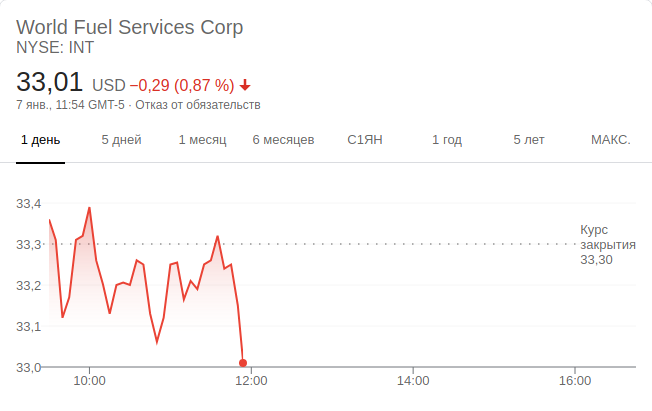 World Fuel Services Corp
NYSE: INT
33,01 USD −0,29 (0,87 %)
7 янв., 11:54 GMT-5 · Отказ от обязательств
1 день 5 дней 1 месяц 6 месяцев С1ЯН 1 год 5 лет МАКС.
33,4
33,3
33,2
33,1
33,0
Курс
закрытия
33,30
10:00 12:00 14:00 16:00